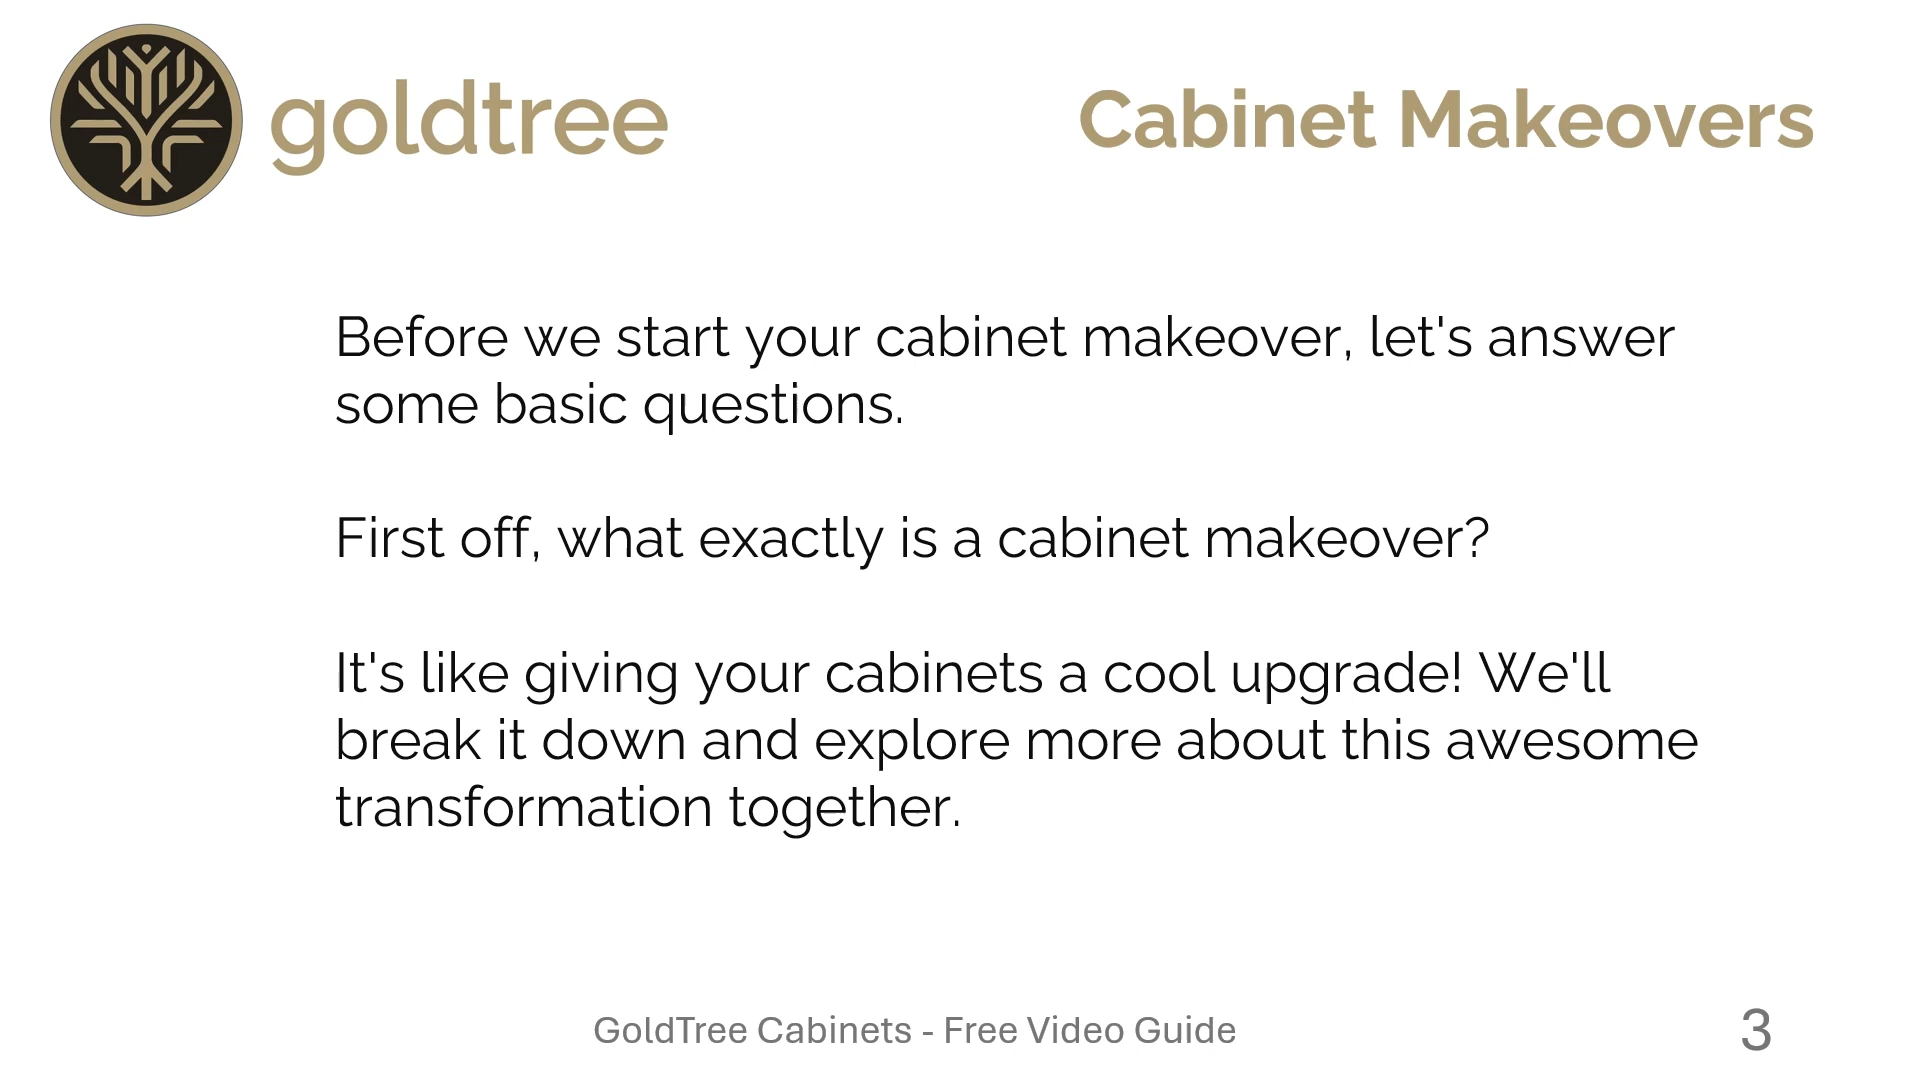 goldtree
Cabinet Makeovers
Before we start your cabinet makeover, let's answer
some basic questions.
First off, what exactly is a cabinet makeover?
It's like giving your cabinets a cool upgrade! We'll
break it down and explore more about this awesome
transformation together.
GoldTree Cabinets - Free Video Guide
3